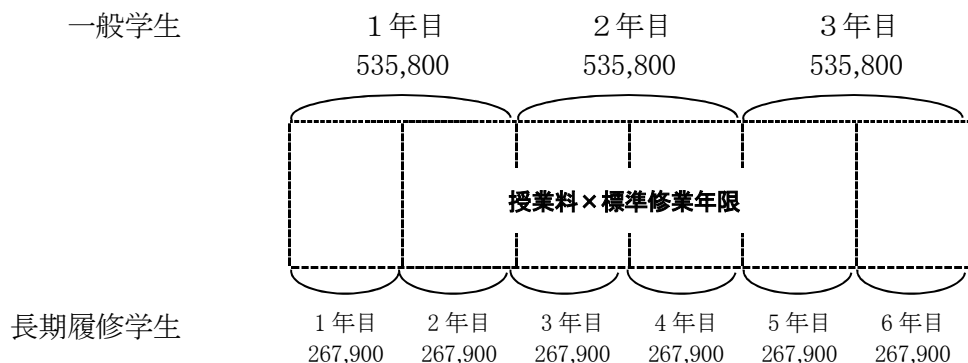 一般学生 1年目 2年目 3年目
535,800 535,800 535,800
授業料×標準修業年限
長期履修学生 1年目 2年目 3年目 4年目 5年目 6年目
267,900 267,900 267,900 267,900 267,900 267,900